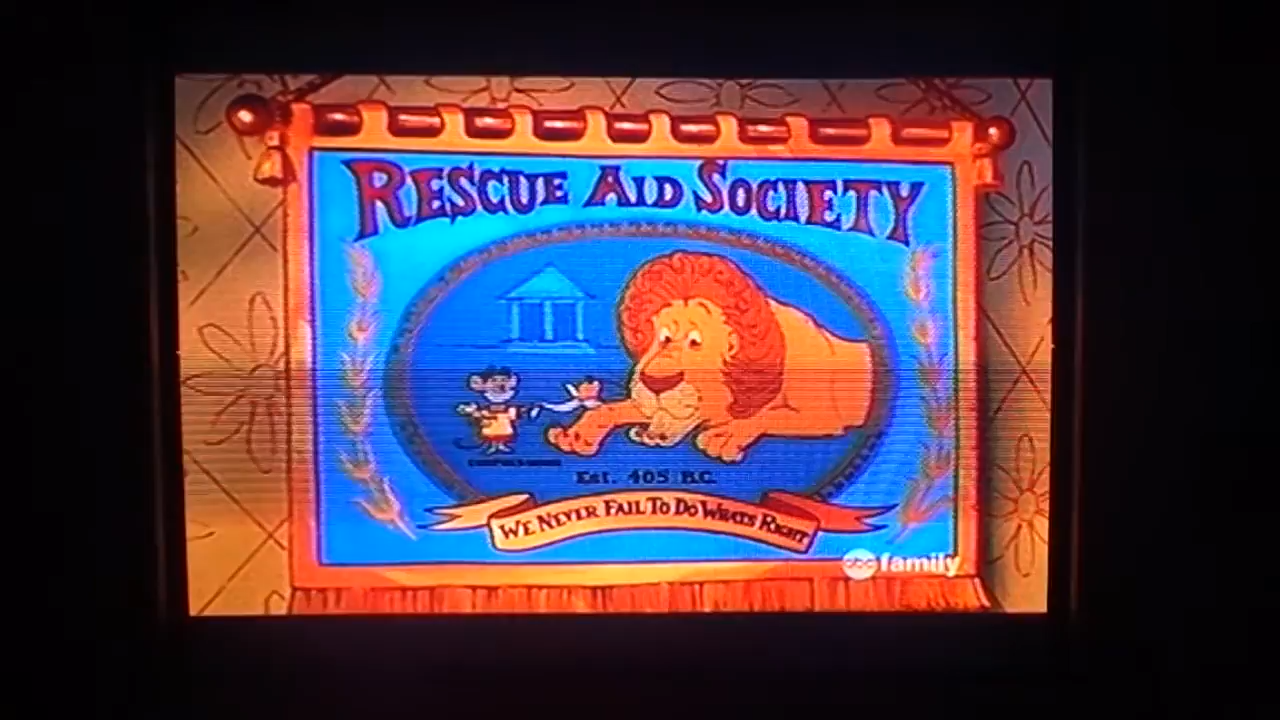 RESCUE AID SOCIETY
Est. 405 B.C.
WE NEVER FAIL TO DO WHAT'S RIGHT
abc family